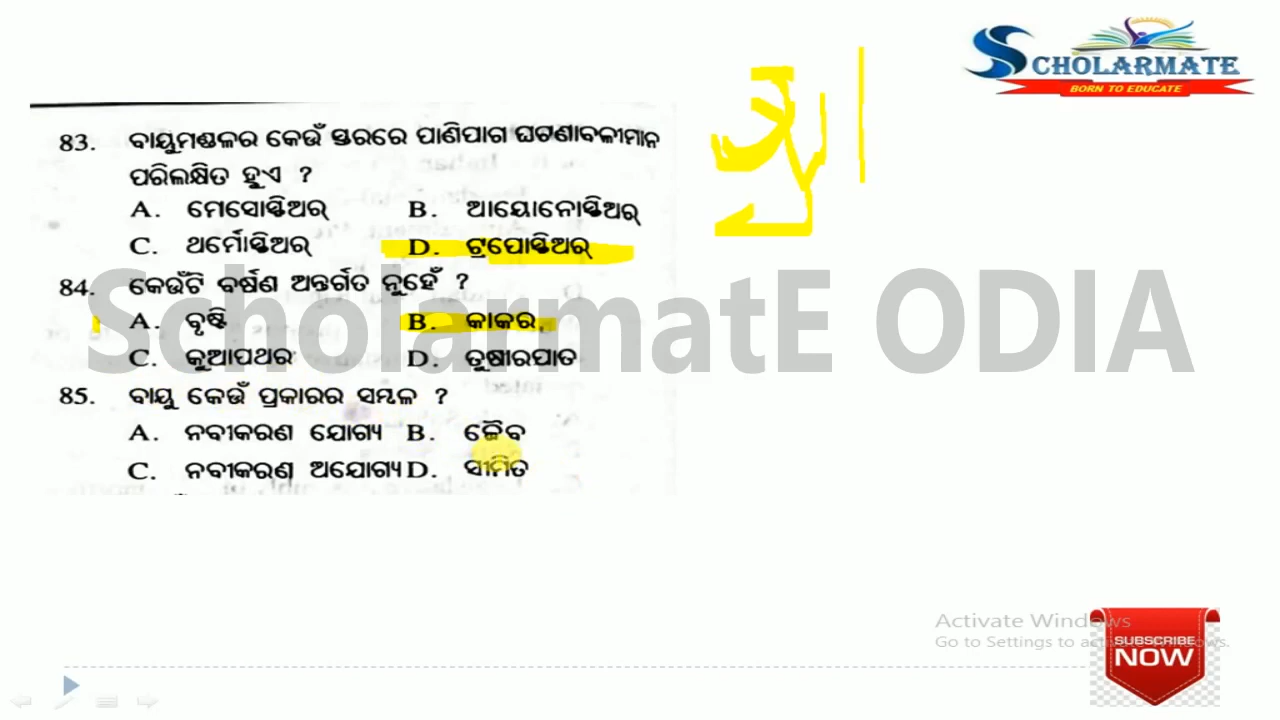 SCHOLARMATE
BORN TO EDUCATE
83. ବାୟୁମଣ୍ଡଳର କେଉଁ ସ୍ତରରେ ପାଣିପାଗ ଘଟଣାବଳୀମାନ
ପରିଲକ୍ଷିତ ହୁଏ ?
A. ମେସୋସ୍ଫିଅର୍ B. ଆୟୋନୋସ୍ଫିଅର୍
C. ଥର୍ମୋସ୍ଫିଅର୍ D. ଟ୍ରପୋସ୍ଫିଅର୍
84. କେଉଁଟି ବର୍ଷଣ ଅନ୍ତର୍ଗତ ନୁହେଁ ?
A. ବୃଷ୍ଟି B. କାକର
C. କୁଆପଥର D. ତୁଷାରପାତ
ScholarmatE ODIA
85. ବାୟୁ କେଉଁ ପ୍ରକାରର ସମ୍ବଳ ?
A. ନବୀକରଣ ଯୋଗ୍ୟ B. ଜୈବ
C. ନବୀକରଣ ଅଯୋଗ୍ୟ D. ସୀମିତ
Activate Windows
Go to Settings to activate Windows.
SUBSCRIBE
NOW